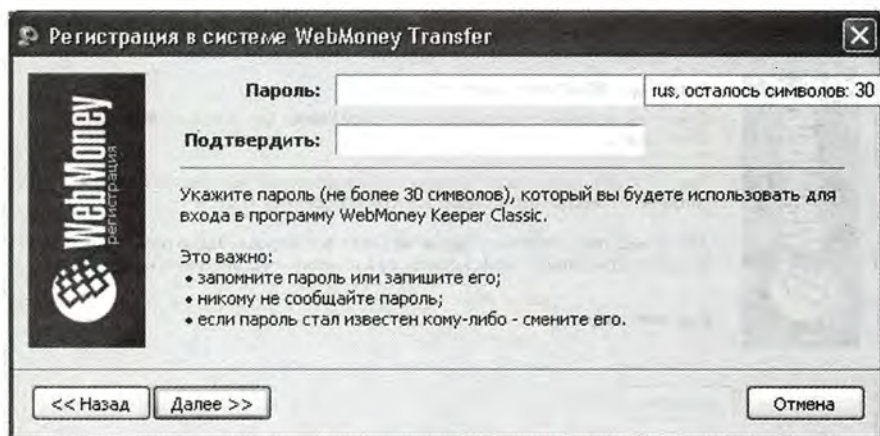 Регистрация в системе WebMoney Transfer
Пароль:
rus, осталось символов: 30
Подтвердить:
WebMoney
регистрация
Укажите пароль (не более 30 символов), который вы будете использовать для
входа в программу WebMoney Keeper Classic.
Это важно:
• запомните пароль или запишите его;
• никому не сообщайте пароль;
• если пароль стал известен кому-либо - смените его.
<< Назад
Далее >>
Отмена